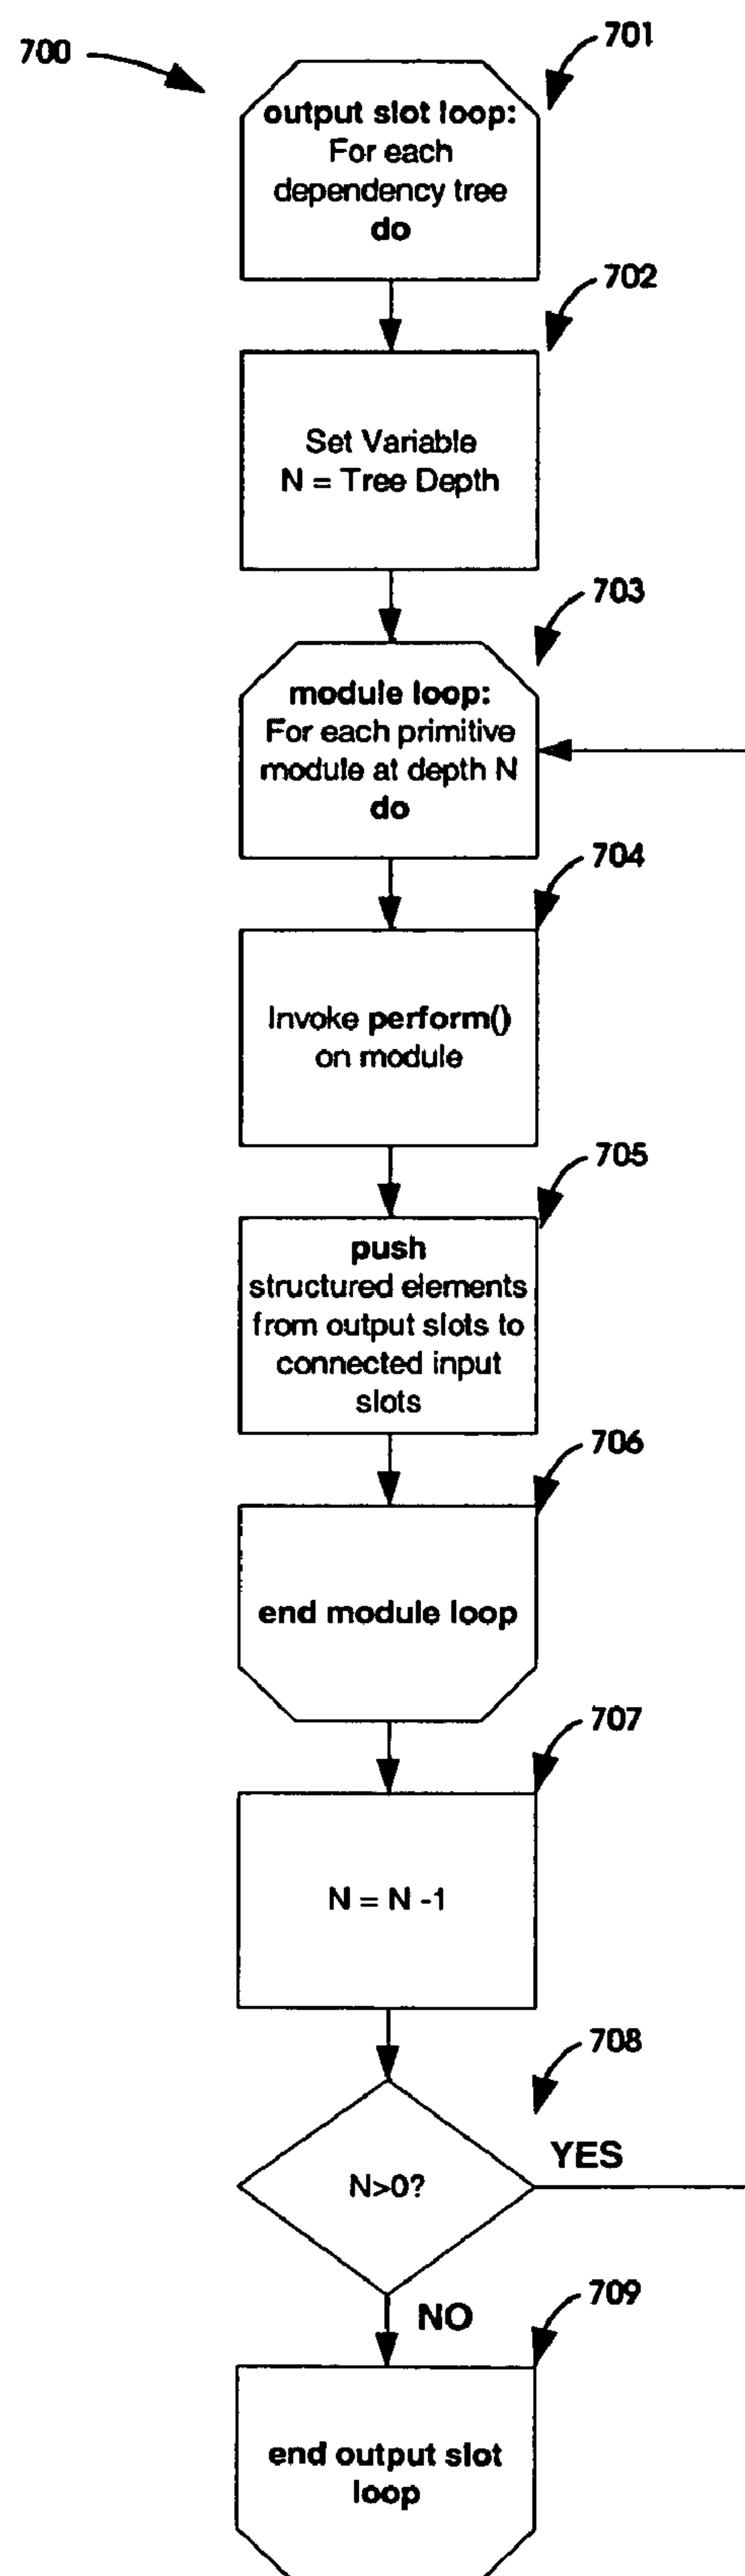 700
701
output slot loop:
For each
dependency tree
do
702
Set Variable
N = Tree Depth
703
module loop:
For each primitive
module at depth N
do
704
Invoke perform()
on module
705
push
structured elements
from output slots to
connected input
slots
706
end module loop
707
N = N -1
708
N>0?
YES
NO
709
end output slot
loop